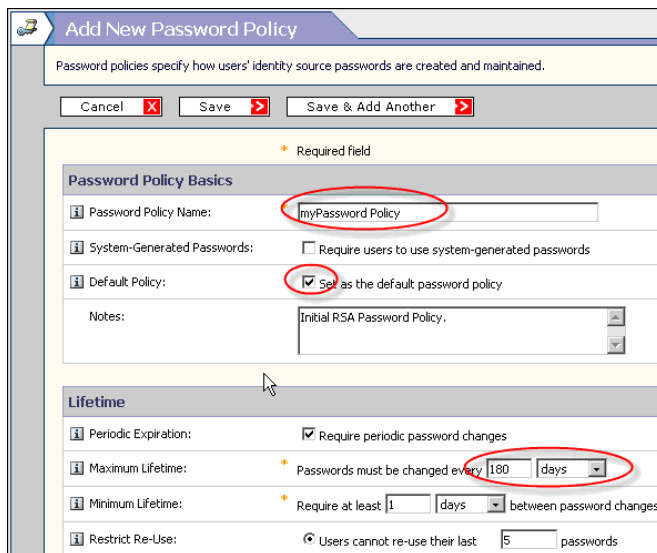 Add New Password Policy
Password policies specify how users' identity source passwords are created and maintained.
Cancel X Save Save & Add Another
* Required field
Password Policy Basics
i Password Policy Name: * myPassword Policy
i System-Generated Passwords: Require users to use system-generated passwords
i Default Policy: Set as the default password policy
Notes: Initial RSA Password Policy.
Lifetime
i Periodic Expiration: Require periodic password changes
i Maximum Lifetime: * Passwords must be changed every 180 days
i Minimum Lifetime: * Require at least 1 days between password changes
i Restrict Re-Use: Users cannot re-use their last 5 passwords